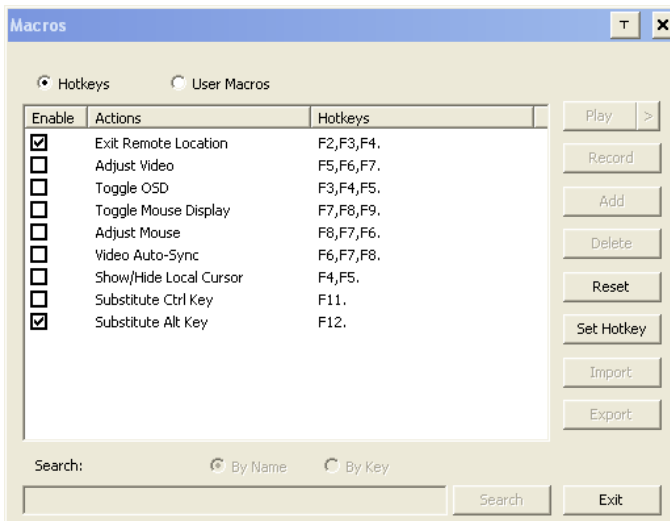 Macros T X
Hotkeys User Macros
Enable Actions Hotkeys Play >
Exit Remote Location F2,F3,F4.
Adjust Video F5,F6,F7. Record
Toggle OSD F3,F4,F5.
Toggle Mouse Display F7,F8,F9. Add
Adjust Mouse F8,F7,F6.
Video Auto-Sync F6,F7,F8. Delete
Show/Hide Local Cursor F4,F5.
Substitute Ctrl Key F11. Reset
Substitute Alt Key F12. Set Hotkey
Import
Export
Search: By Name By Key
Search Exit